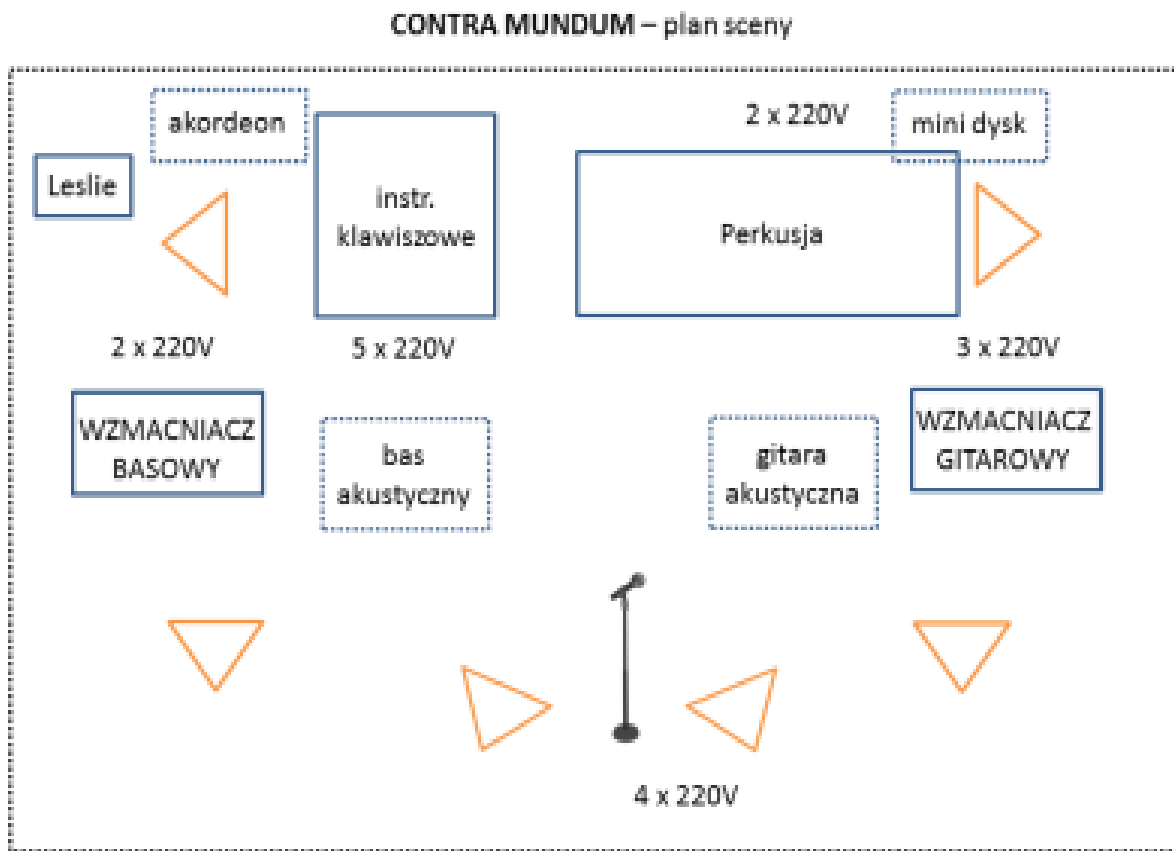 CONTRA MUNDUM – plan sceny
akordeon
2 x 220V
mini dysk
Leslie
instr.
klawiszowe
Perkusja
2 x 220V
5 x 220V
3 x 220V
WZMACNIACZ
BASOWY
bas
akustyczny
gitara
akustyczna
WZMACNIACZ
GITAROWY
4 x 220V